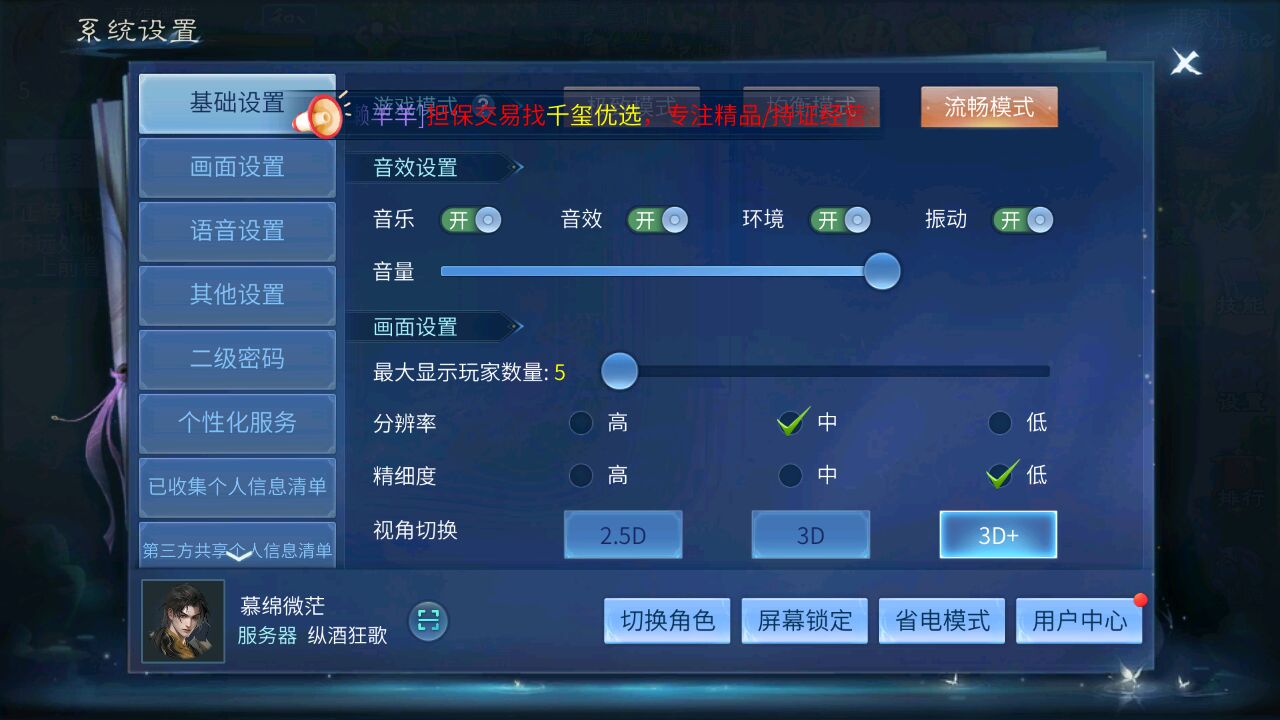 系统设置
基础设置
游戏模式 ?
流畅模式
羊羊]担保交易找千玺优选，专注精品/持证经营
画面设置
音效设置
语音设置
音乐 开 音效 开 环境 开 振动 开
音量
其他设置
画面设置
二级密码
最大显示玩家数量: 5
个性化服务
分辨率 高 中 低
已收集个人信息清单
精细度 高 中 低
第三方共享个人信息清单
视角切换 2.5D 3D 3D+
慕绵微茫
服务器 纵酒狂歌
切换角色 屏幕锁定 省电模式 用户中心